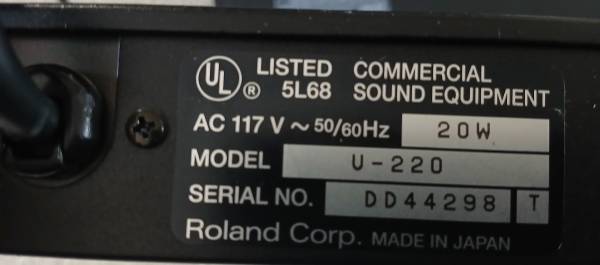 UL ® LISTED 5L68 COMMERCIAL SOUND EQUIPMENT
AC 117 V ~ 50/60Hz 20W
MODEL U-220
SERIAL NO. DD44298 T
Roland Corp. MADE IN JAPAN